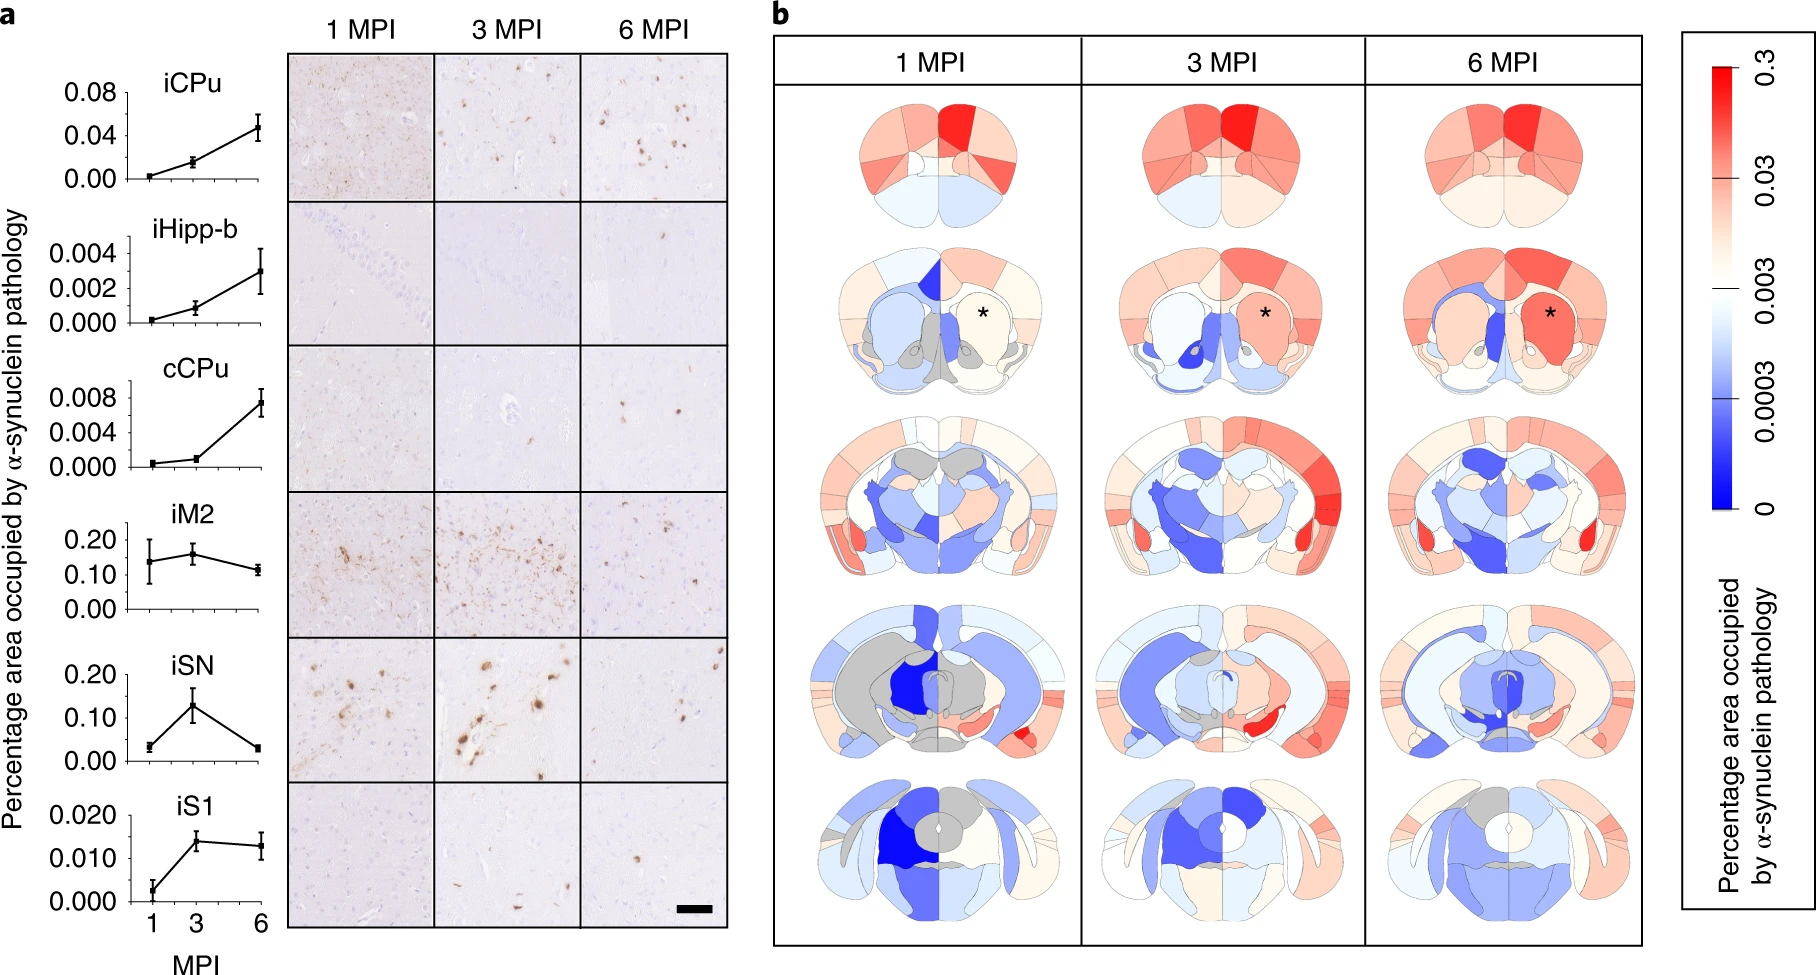 a
b
1 MPI
3 MPI
6 MPI
1 MPI
3 MPI
6 MPI
Percentage area occupied by α-synuclein pathology
iCPu
0.08
0.04
0.00
iHipp-b
0.004
0.002
0.000
cCPu
0.008
0.004
0.000
iM2
0.20
0.10
0.00
iSN
0.20
0.10
0.00
iS1
0.020
0.010
0.000
1 3 6
MPI
*
*
*
0.3
0.03
0.003
0.0003
0
Percentage area occupied
by α-synuclein pathology